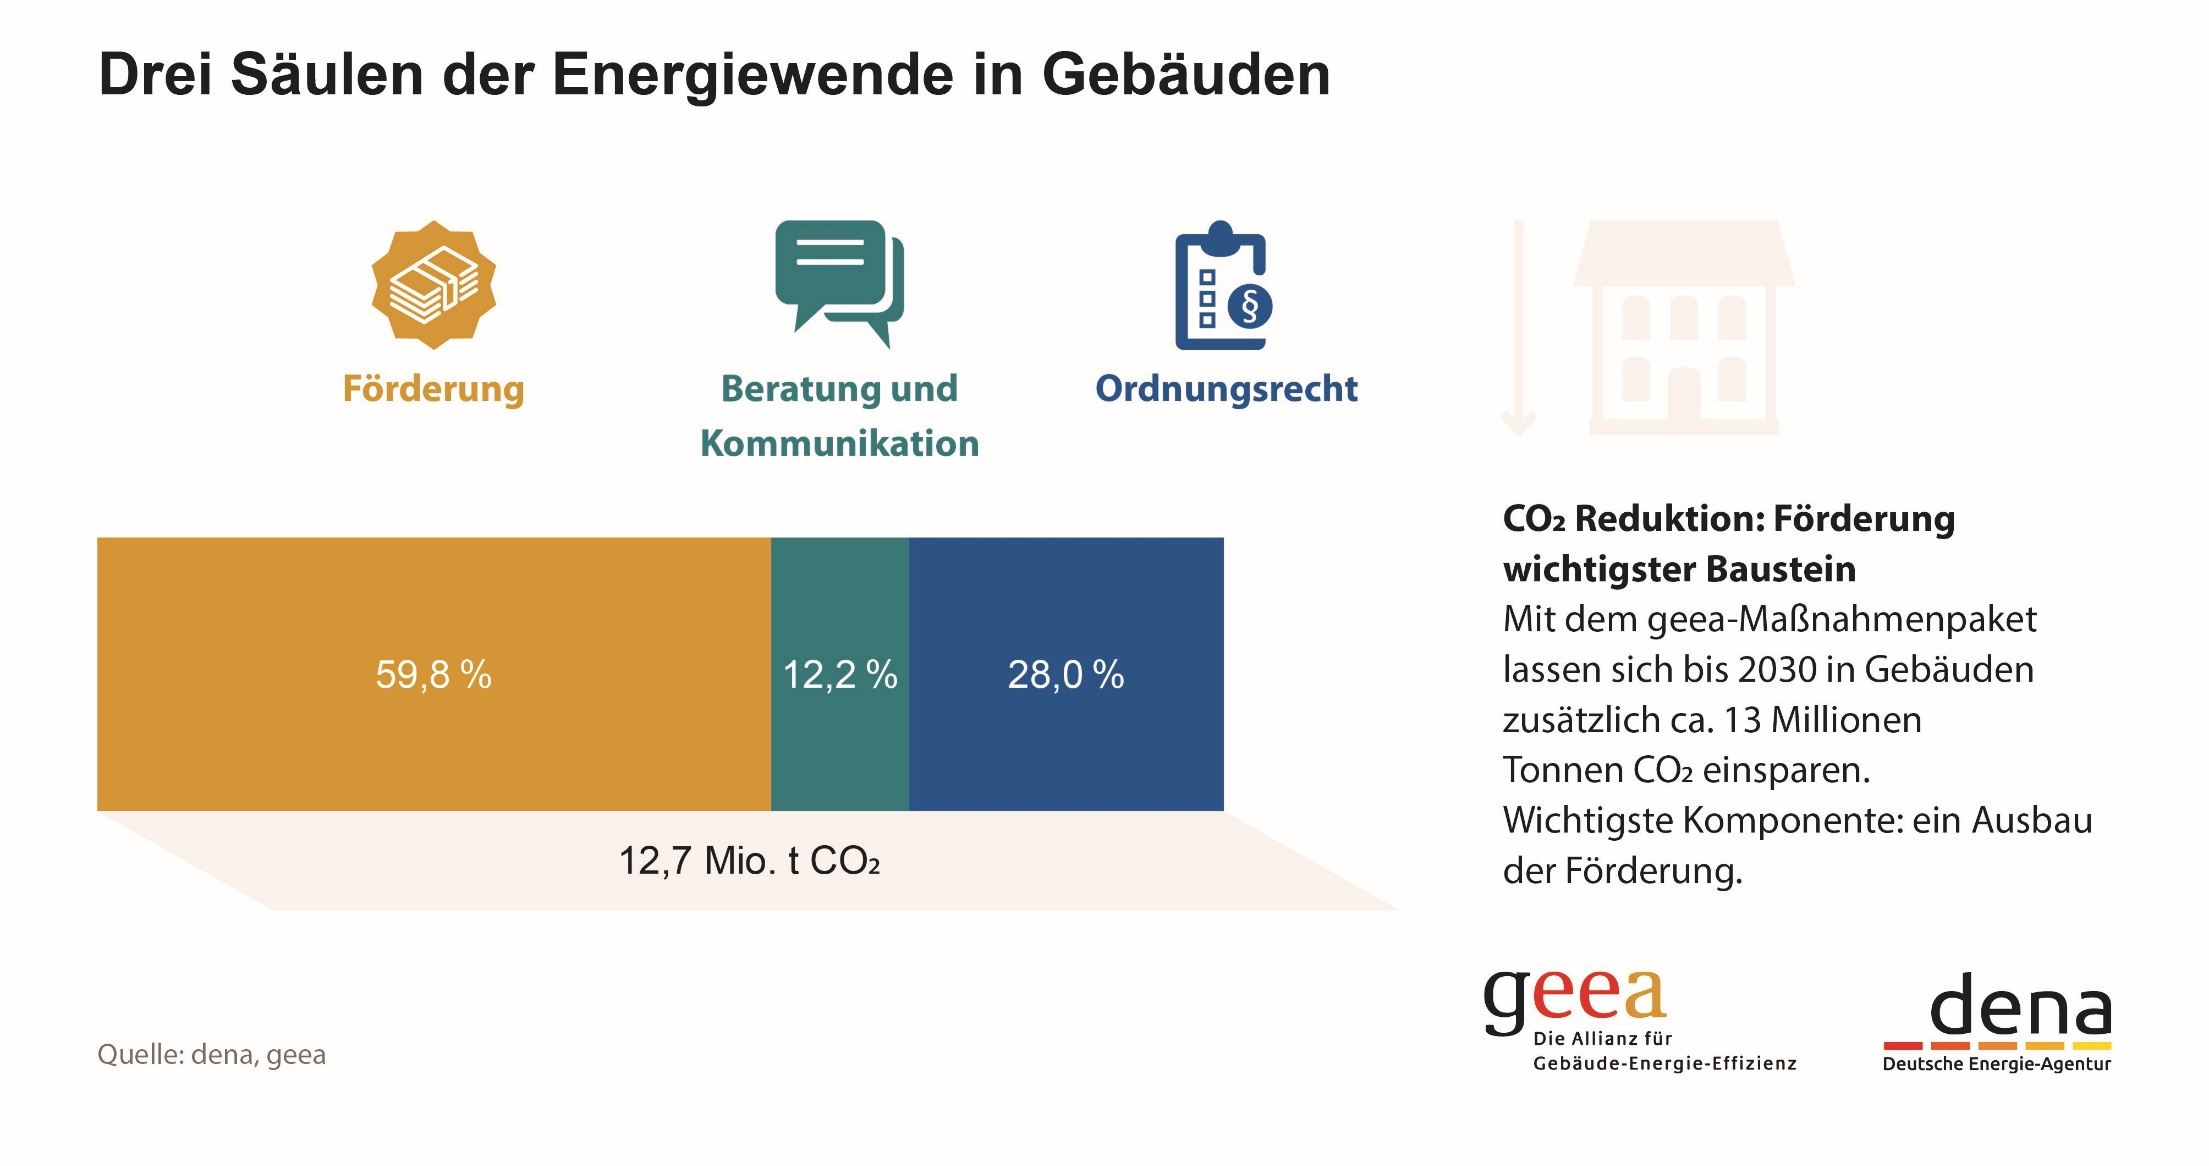 Drei Säulen der Energiewende in Gebäuden
Förderung
Beratung und
Kommunikation
§
Ordnungsrecht
59,8 %
12,2 %
28,0 %
12,7 Mio. t CO₂
CO₂ Reduktion: Förderung
wichtigster Baustein
Mit dem geea-Maßnahmenpaket
lassen sich bis 2030 in Gebäuden
zusätzlich ca. 13 Millionen
Tonnen CO₂ einsparen.
Wichtigste Komponente: ein Ausbau
der Förderung.
Quelle: dena, geea
geea
Die Allianz für
Gebäude-Energie-Effizienz
dena
Deutsche Energie-Agentur